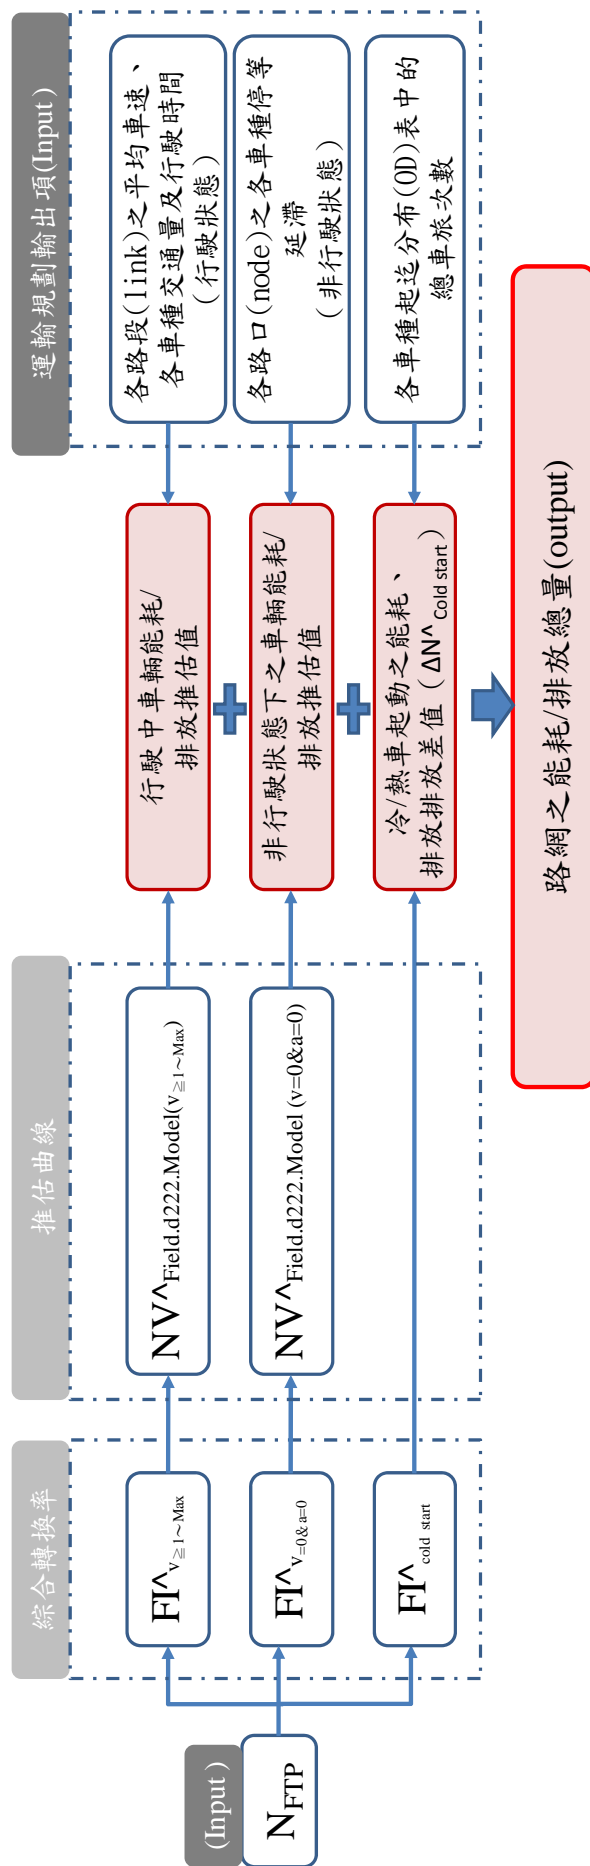 (Input)
N_FTP
綜合轉換率
FI^v≧1~Max
FI^v=0& a=0
FI^cold start
推估曲線
NV^Field.d222.Model(v≧1~Max)
NV^Field.d222.Model (v=0&a=0)
行駛中車輛能耗/
排放推估值
非行駛狀態下之車輛能耗/
排放推估值
冷/熱車起動之能耗、
排放排放差值（ΔN^Cold start）
運輸規劃輸出項(Input)
各路段(link)之平均車速、
各車種交通量及行駛時間
（行駛狀態）
各路口(node)之各車種停等
延滯
（非行駛狀態）
各車種起迄分布(OD)表中的
總車旅次數
路網之能耗/排放總量(output)